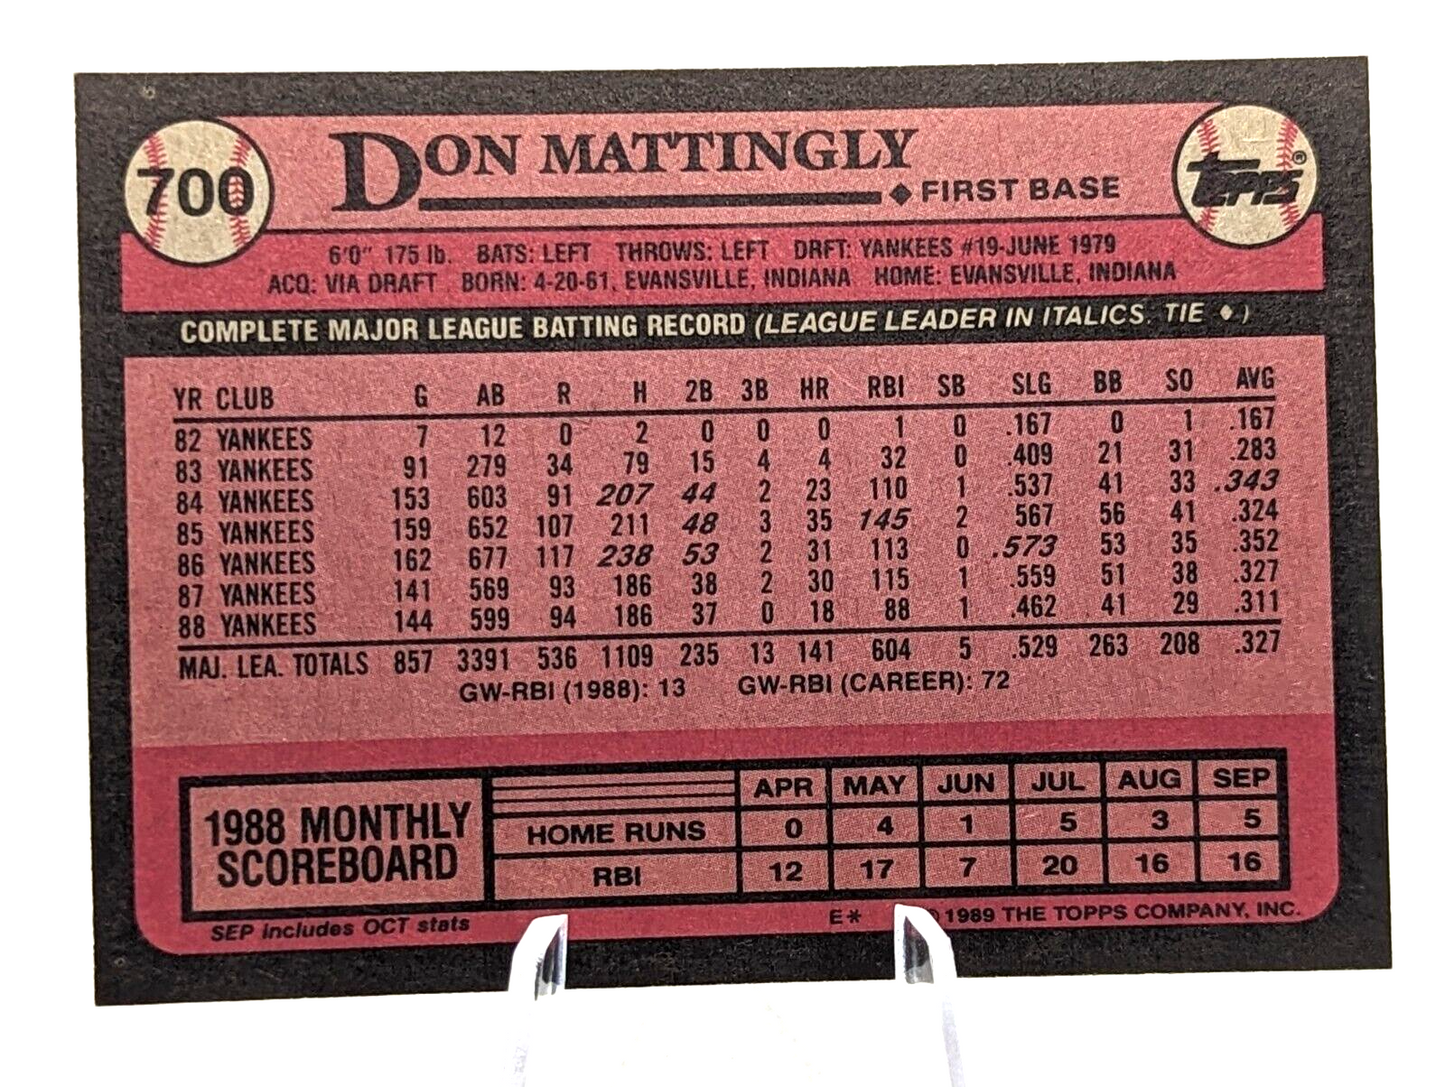 700
DON MATTINGLY
◆ FIRST BASE
TOPPS®
6'0" 175 lb. BATS: LEFT THROWS: LEFT DRFT: YANKEES #19-JUNE 1979
ACQ: VIA DRAFT BORN: 4-20-61, EVANSVILLE, INDIANA HOME: EVANSVILLE, INDIANA
COMPLETE MAJOR LEAGUE BATTING RECORD (LEAGUE LEADER IN ITALICS. TIE ♦)
YR CLUB G AB R H 2B 3B HR RBI SB SLG BB SO AVG
82 YANKEES 7 12 0 2 0 0 0 1 0 .167 0 1 .167
83 YANKEES 91 279 34 79 15 4 4 32 0 .409 21 31 .283
84 YANKEES 153 603 91 207 44 2 23 110 1 .537 41 33 .343
85 YANKEES 159 652 107 211 48 3 35 145 2 .567 56 41 .324
86 YANKEES 162 677 117 238 53 2 31 113 0 .573 53 35 .352
87 YANKEES 141 569 93 186 38 2 30 115 1 .559 51 38 .327
88 YANKEES 144 599 94 186 37 0 18 88 1 .462 41 29 .311
MAJ. LEA. TOTALS 857 3391 536 1109 235 13 141 604 5 .529 263 208 .327
GW-RBI (1988): 13 GW-RBI (CAREER): 72
1988 MONTHLY
SCOREBOARD
APR MAY JUN JUL AUG SEP
HOME RUNS 0 4 1 5 3 5
RBI 12 17 7 20 16 16
SEP includes OCT stats
E* © 1989 THE TOPPS COMPANY, INC.